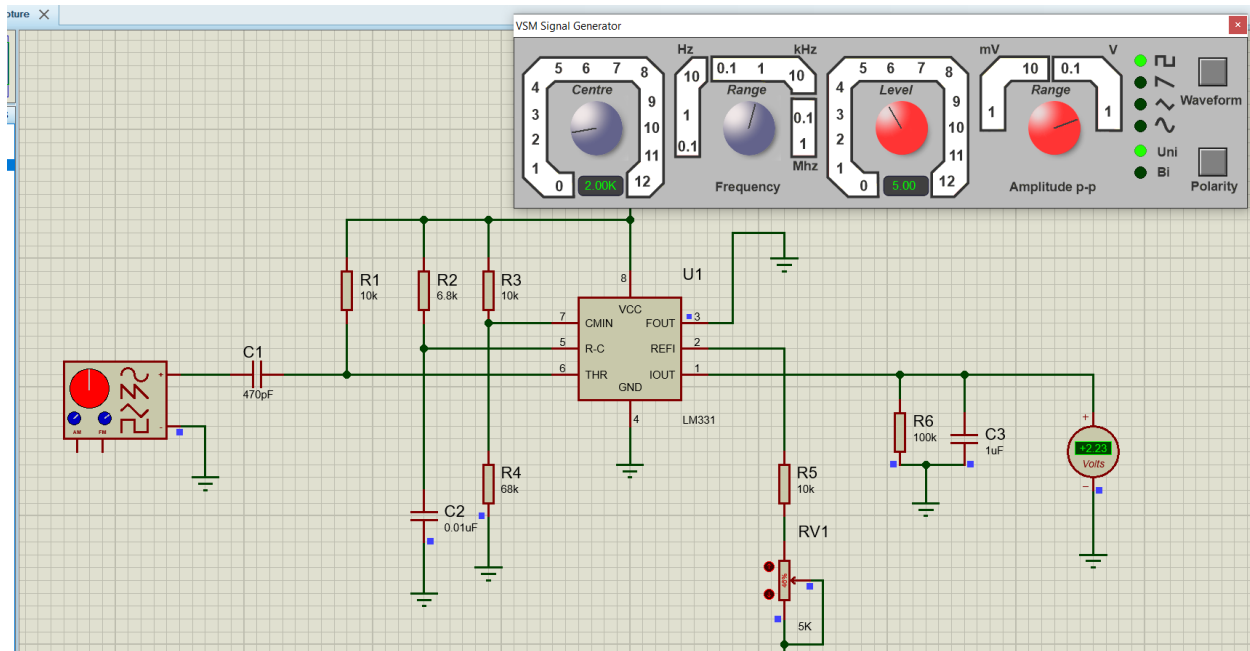 oture
VSM Signal Generator
Hz
kHz
mV
V
5 6 7 8
4
3
2
1
0
9
10
11
12
Centre
2.00K
10
1
0.1
0.1 1 10
0.1
1
Mhz
Range
Frequency
5 6 7 8
4
3
2
1
0
9
10
11
12
Level
5.00
10
1
0.1
1
Range
Amplitude p-p
Waveform
Uni
Bi
Polarity
R1
10k
R2
6.8k
R3
10k
U1
8
VCC
7
CMIN
FOUT
3
5
R-C
REFI
2
6
THR
IOUT
1
GND
4
LM331
C1
470pF
+
-
AM
FM
R4
68k
C2
0.01uF
R5
10k
RV1
40%
5K
R6
100k
C3
1uF
+
+2.23
Volts
-